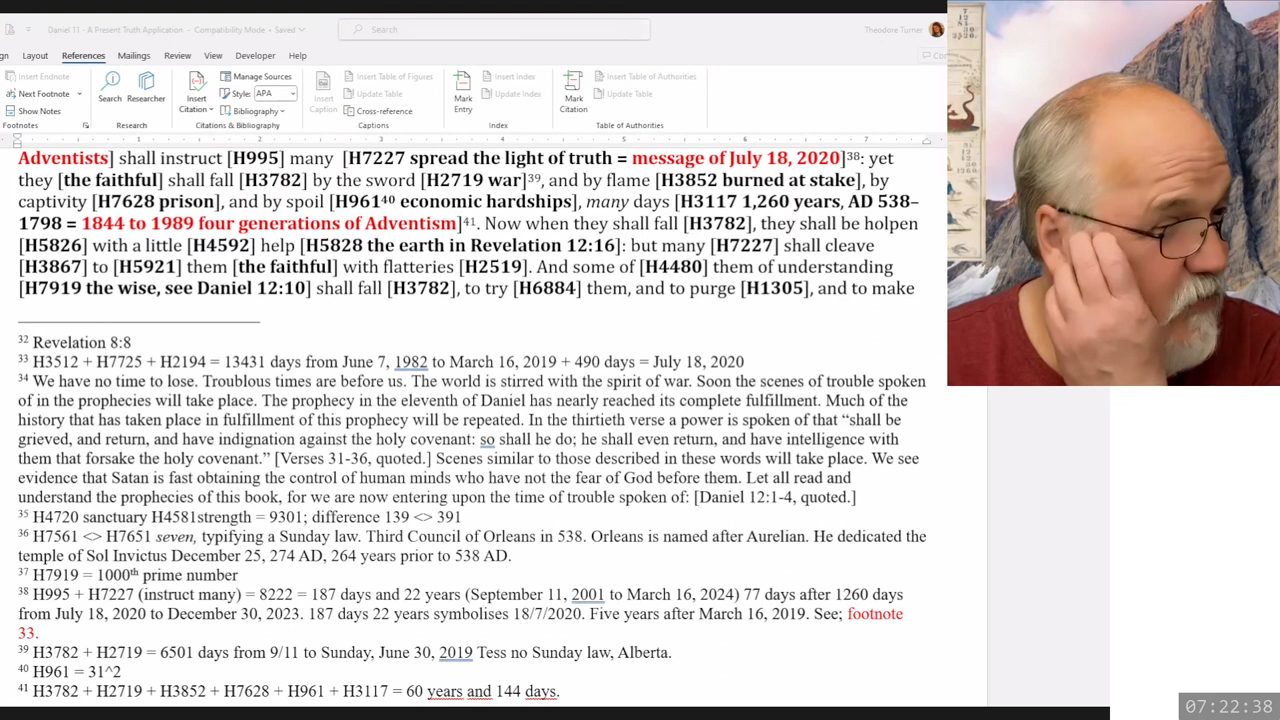 Daniel 11 - A Present Truth Application - Compatibility Mode • Saved
Search
Theodore Turner
Layout References Mailings Review View Developer Help
Insert Endnote
Next Footnote
Show Notes
Footnotes
Search
Researcher
Research
Insert Citation
Manage Sources
Style: APA
Bibliography
Citations & Bibliography
Insert Caption
Insert Table of Figures
Update Table
Cross-reference
Captions
Mark Entry
Insert Index
Update Index
Index
Mark Citation
Insert Table of Authorities
Update Table
Table of Authorities
1 2 3 4 5 6 7
Adventists] shall instruct [H995] many [H7227 spread the light of truth = message of July 18, 2020]38: yet
they [the faithful] shall fall [H3782] by the sword [H2719 war]39, and by flame [H3852 burned at stake], by
captivity [H7628 prison], and by spoil [H96140 economic hardships], many days [H3117 1,260 years, AD 538–
1798 = 1844 to 1989 four generations of Adventism]41. Now when they shall fall [H3782], they shall be holpen
[H5826] with a little [H4592] help [H5828 the earth in Revelation 12:16]: but many [H7227] shall cleave
[H3867] to [H5921] them [the faithful] with flatteries [H2519]. And some of [H4480] them of understanding
[H7919 the wise, see Daniel 12:10] shall fall [H3782], to try [H6884] them, and to purge [H1305], and to make
32 Revelation 8:8
33 H3512 + H7725 + H2194 = 13431 days from June 7, 1982 to March 16, 2019 + 490 days = July 18, 2020
34 We have no time to lose. Troublous times are before us. The world is stirred with the spirit of war. Soon the scenes of trouble spoken
of in the prophecies will take place. The prophecy in the eleventh of Daniel has nearly reached its complete fulfillment. Much of the
history that has taken place in fulfillment of this prophecy will be repeated. In the thirtieth verse a power is spoken of that “shall be
grieved, and return, and have indignation against the holy covenant: so shall he do; he shall even return, and have intelligence with
them that forsake the holy covenant.” [Verses 31-36, quoted.] Scenes similar to those described in these words will take place. We see
evidence that Satan is fast obtaining the control of human minds who have not the fear of God before them. Let all read and
understand the prophecies of this book, for we are now entering upon the time of trouble spoken of: [Daniel 12:1-4, quoted.]
35 H4720 sanctuary H4581strength = 9301; difference 139 <> 391
36 H7561 <> H7651 seven, typifying a Sunday law. Third Council of Orleans in 538. Orleans is named after Aurelian. He dedicated the
temple of Sol Invictus December 25, 274 AD, 264 years prior to 538 AD.
37 H7919 = 1000th prime number
38 H995 + H7227 (instruct many) = 8222 = 187 days and 22 years (September 11, 2001 to March 16, 2024) 77 days after 1260 days
from July 18, 2020 to December 30, 2023. 187 days 22 years symbolises 18/7/2020. Five years after March 16, 2019. See; footnote
33.
39 H3782 + H2719 = 6501 days from 9/11 to Sunday, June 30, 2019 Tess no Sunday law, Alberta.
40 H961 = 31^2
41 H3782 + H2719 + H3852 + H7628 + H961 + H3117 = 60 years and 144 days.
07:22:38